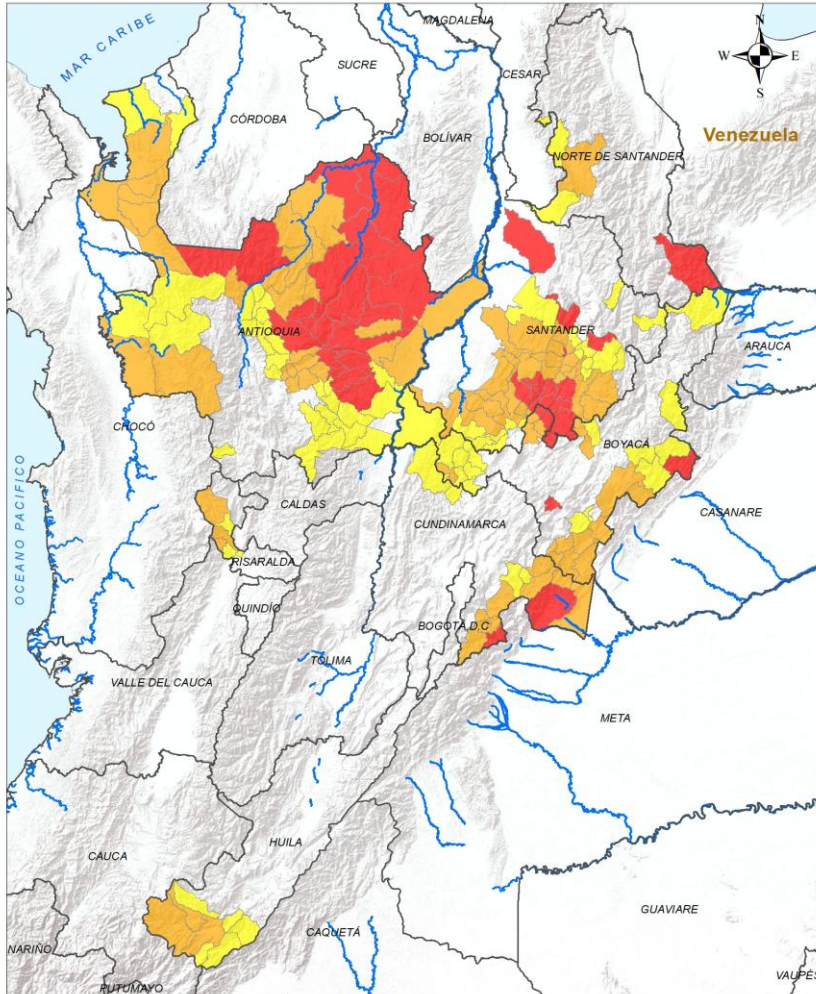 MAGDALENA
MAR CARIBE
SUCRE
CESAR
N
W E
S
CÓRDOBA
BOLÍVAR
Venezuela
NORTE DE SANTANDER
ANTIOQUIA
SANTANDER
ARAUCA
CHOCÓ
BOYACÁ
OCEANO PACIFICO
CALDAS
CUNDINAMARCA
CASANARE
RISARALDA
QUINDÍO
BOGOTÁ, D.C
TOLIMA
VALLE DEL CAUCA
META
HUILA
CAUCA
GUAVIARE
CAQUETÁ
NARIÑO
PUTUMAYO
VAUPÉS